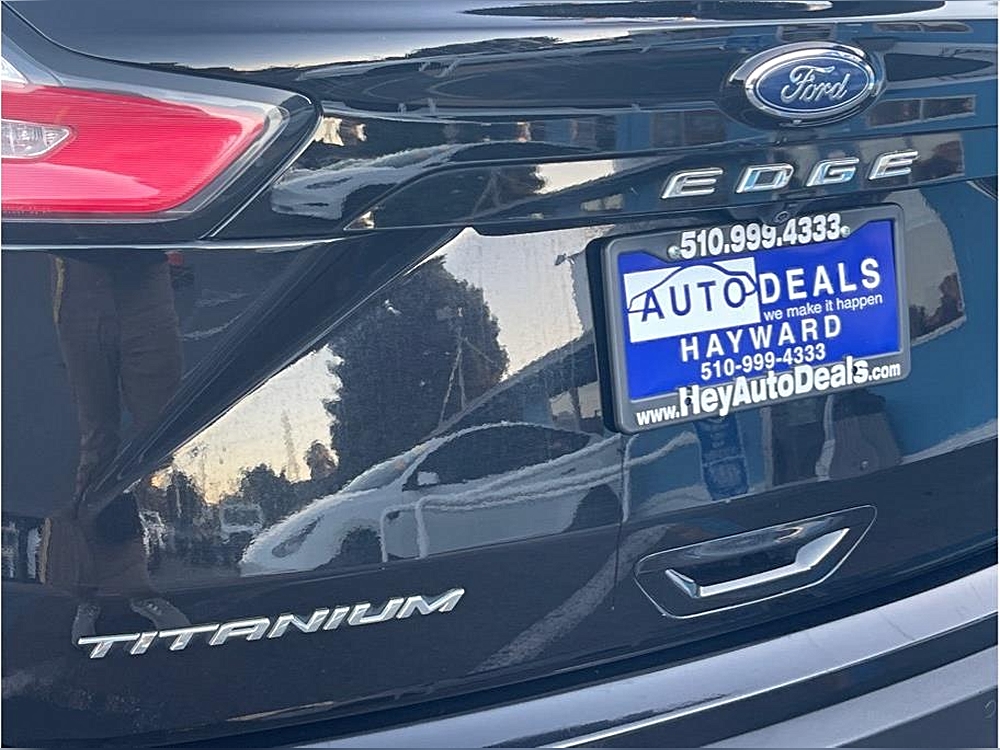 Ford
EDGE
510.999.4333
AUTO DEALS
we make it happen
HAYWARD
510-999-4333
www.HeyAutoDeals.com
TITANIUM